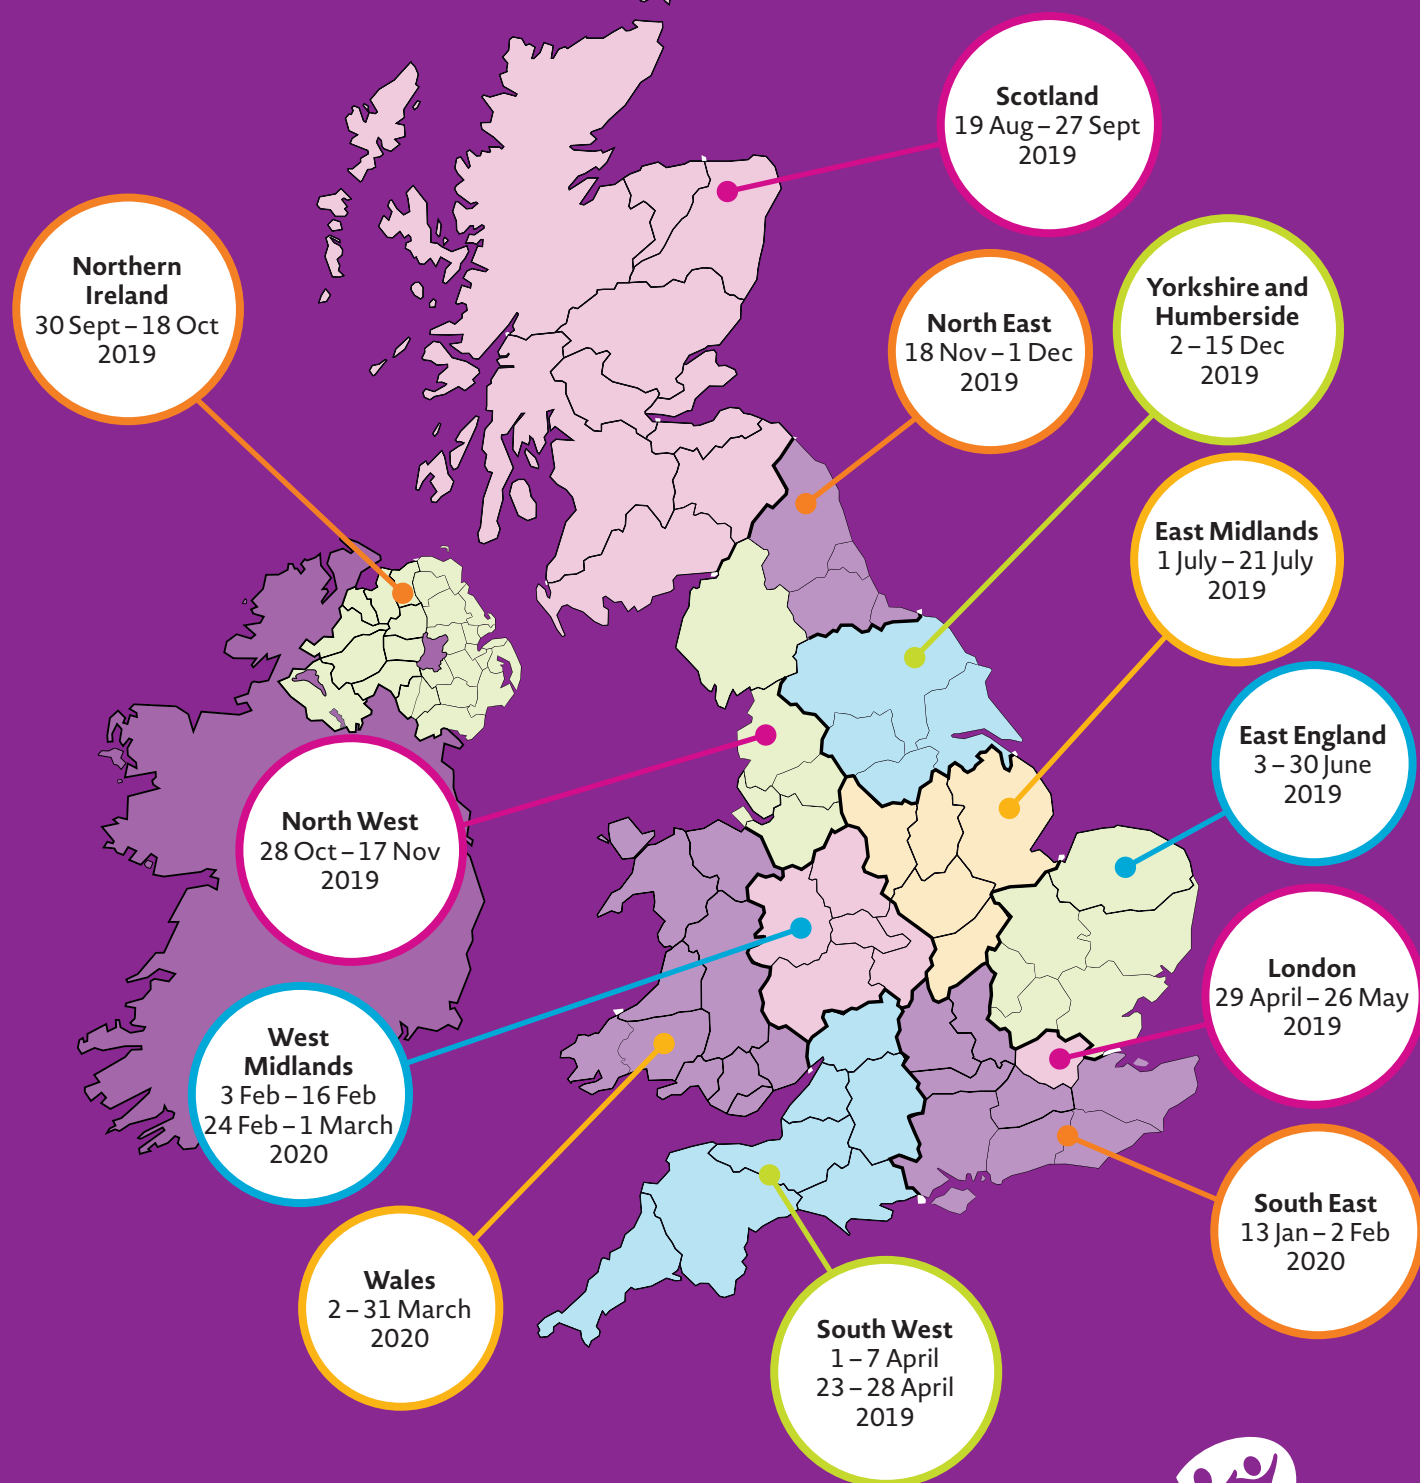 Scotland
19 Aug – 27 Sept
2019
Northern
Ireland
30 Sept – 18 Oct
2019
Yorkshire and
Humberside
2 – 15 Dec
2019
North East
18 Nov – 1 Dec
2019
East Midlands
1 July – 21 July
2019
East England
3 – 30 June
2019
North West
28 Oct – 17 Nov
2019
London
29 April – 26 May
2019
West
Midlands
3 Feb – 16 Feb
24 Feb – 1 March
2020
South East
13 Jan – 2 Feb
2020
Wales
2 – 31 March
2020
South West
1 – 7 April
23 – 28 April
2019